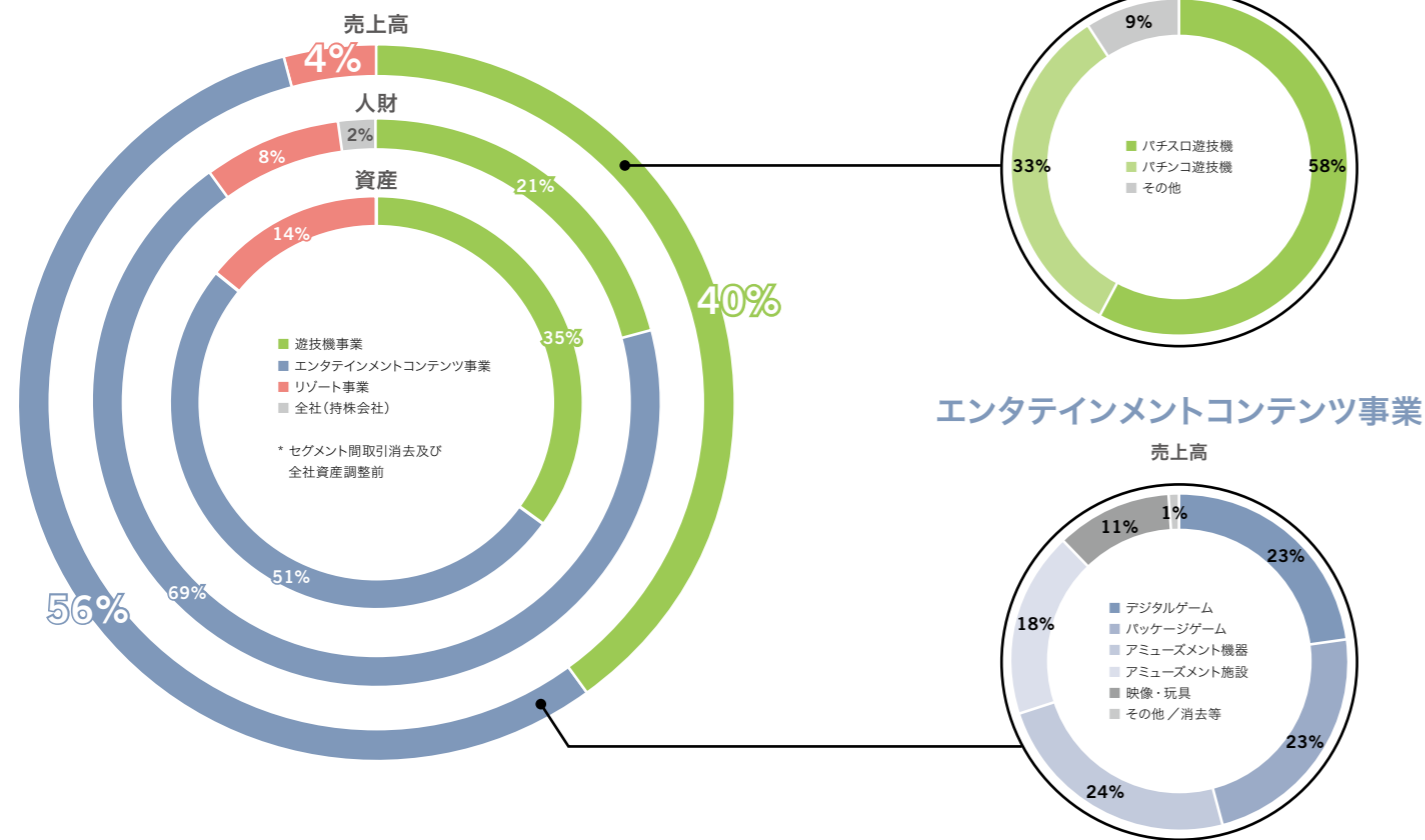 売上高
4%
人財
2%
8%
21%
資産
14%
40%
35%
遊技機事業
エンタテインメントコンテンツ事業
リゾート事業
全社（持株会社）
* セグメント間取引消去及び
全社資産調整前
51%
69%
56%
9%
33%
58%
パチスロ遊技機
パチンコ遊技機
その他
エンタテインメントコンテンツ事業
売上高
1%
11%
23%
18%
デジタルゲーム
パッケージゲーム
アミューズメント機器
アミューズメント施設
映像・玩具
その他／消去等
23%
24%